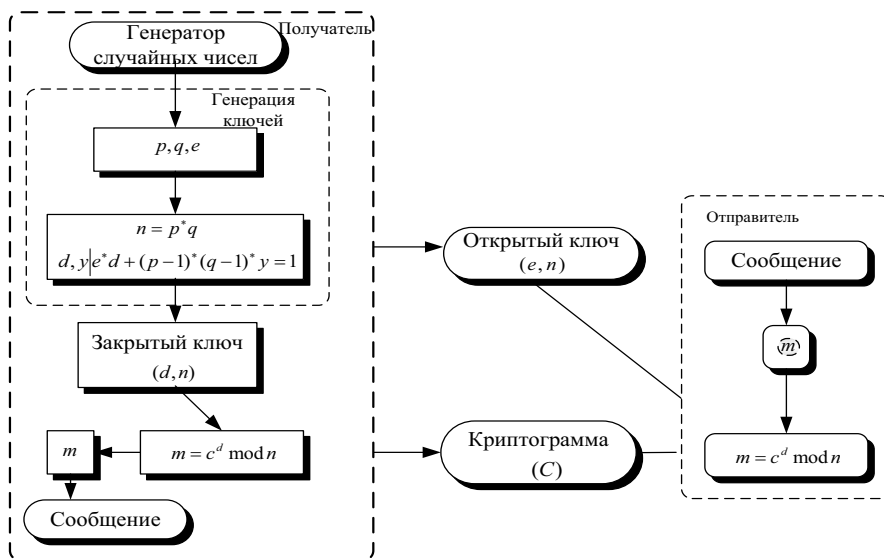 Получатель
Генератор
случайных чисел
Генерация
ключей
p, q, e
n = p * q
d, y|e * d + (p − 1) * (q − 1) * y = 1
Закрытый ключ
(d, n)
m = c^d mod n
m
Сообщение
Открытый ключ
(e, n)
Криптограмма
(C)
Отправитель
Сообщение
m
m = c^d mod n